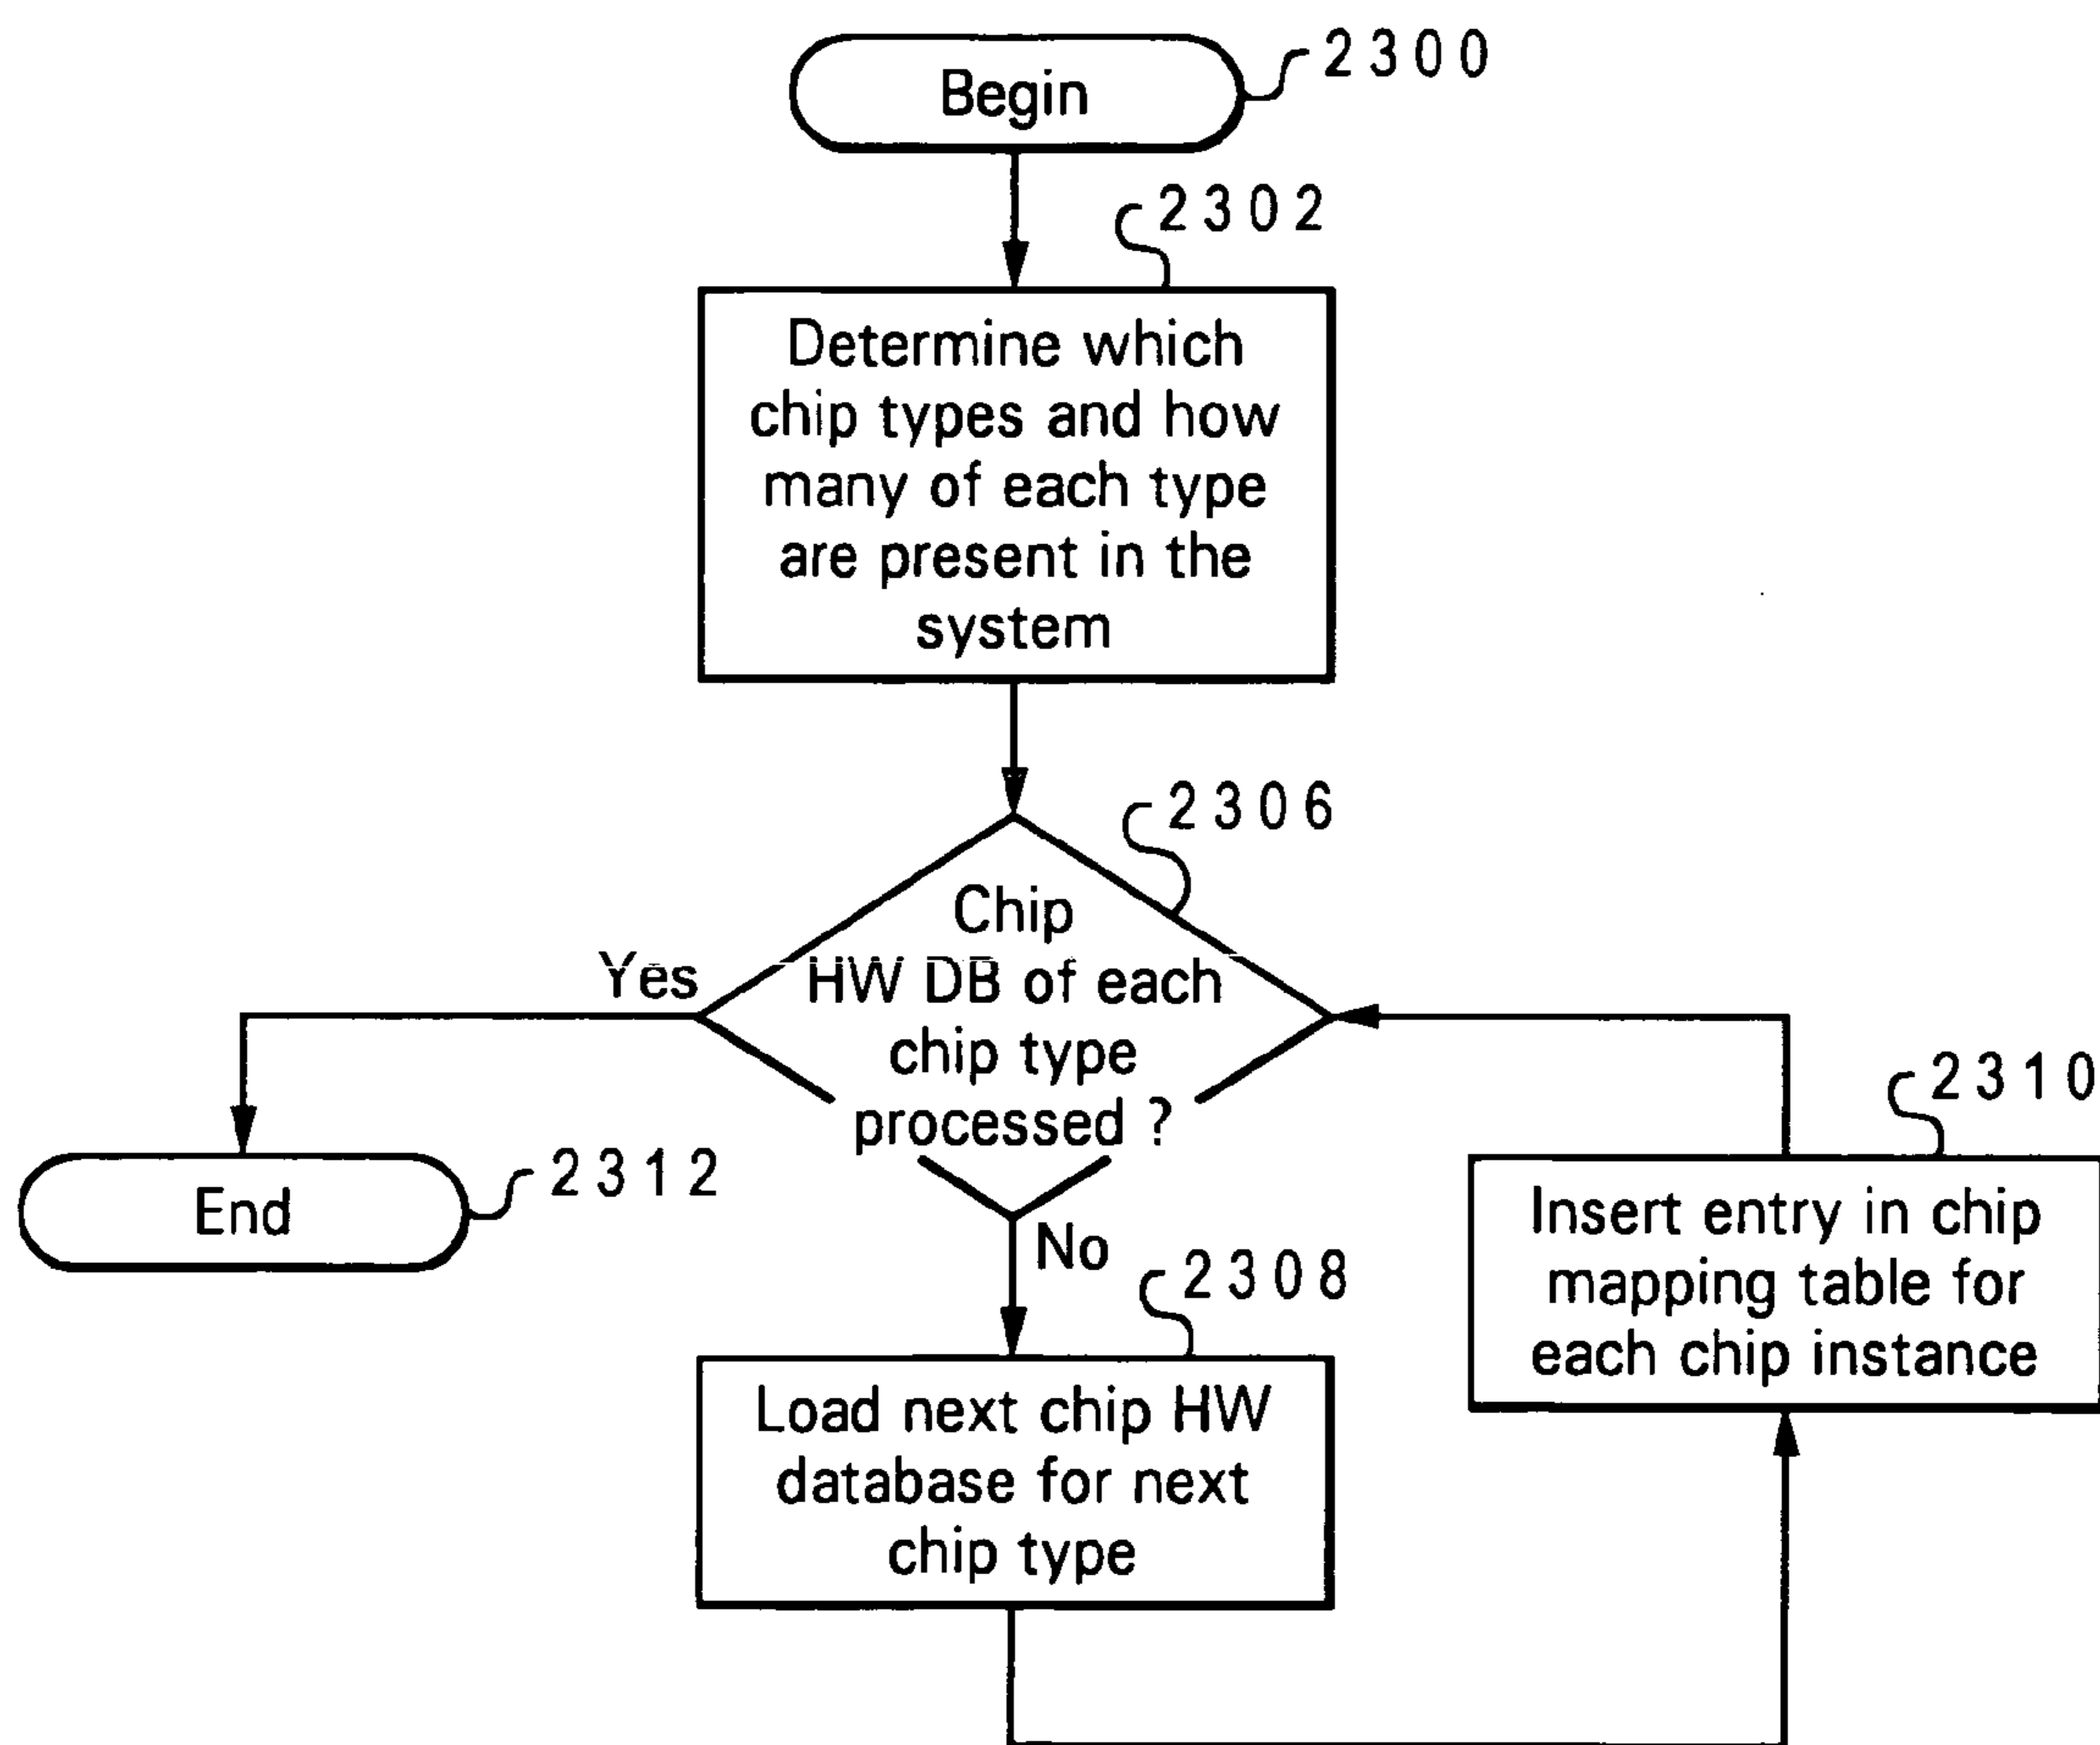 Begin
2300
2302
Determine which
chip types and how
many of each type
are present in the
system
2306
Chip
HW DB of each
chip type
processed ?
Yes
No
End
2312
2308
Load next chip HW
database for next
chip type
2310
Insert entry in chip
mapping table for
each chip instance